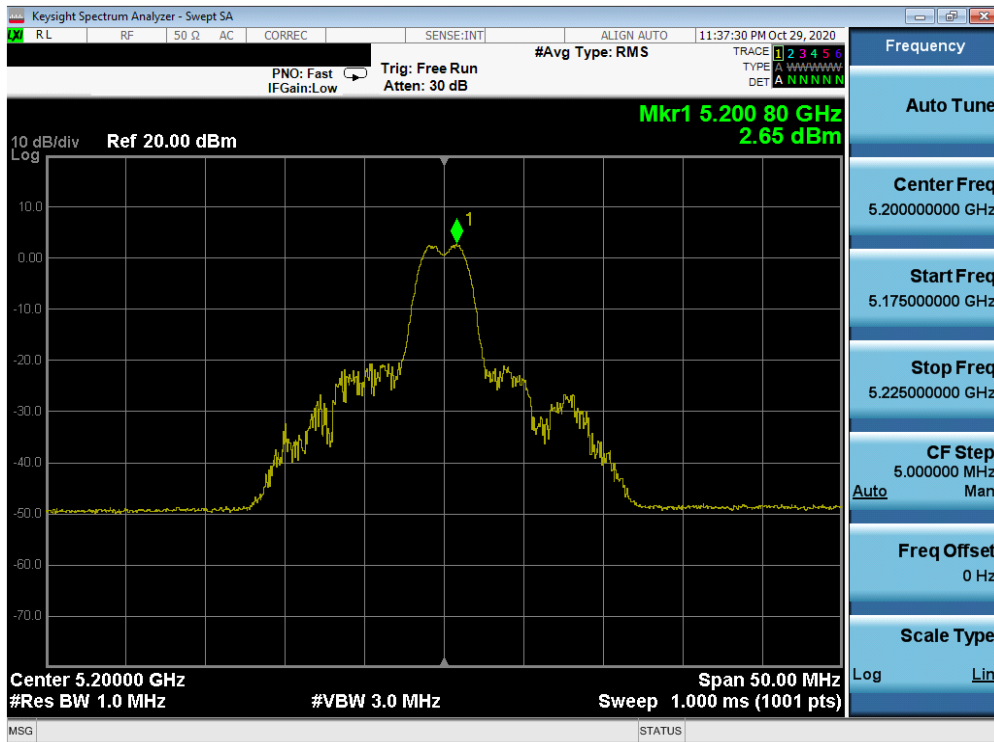 Keysight Spectrum Analyzer - Swept SA
LXI RL RF 50 Ω AC CORREC SENSE:INT ALIGN AUTO 11:37:30 PM Oct 29, 2020
PNO: Fast Trig: Free Run #Avg Type: RMS TRACE 1 2 3 4 5 6
IFGain:Low Atten: 30 dB TYPE A WWWWW
DET A N N N N N
Mkr1 5.200 80 GHz
2.65 dBm
10 dB/div Ref 20.00 dBm
Log
10.0
1
0.00
-10.0
-20.0
-30.0
-40.0
-50.0
-60.0
-70.0
Center 5.20000 GHz Span 50.00 MHz
#Res BW 1.0 MHz #VBW 3.0 MHz Sweep 1.000 ms (1001 pts)
MSG STATUS
Frequency
Auto Tune
Center Freq
5.200000000 GHz
Start Freq
5.175000000 GHz
Stop Freq
5.225000000 GHz
CF Step
5.000000 MHz
Auto Man
Freq Offset
0 Hz
Scale Type
Log Lin